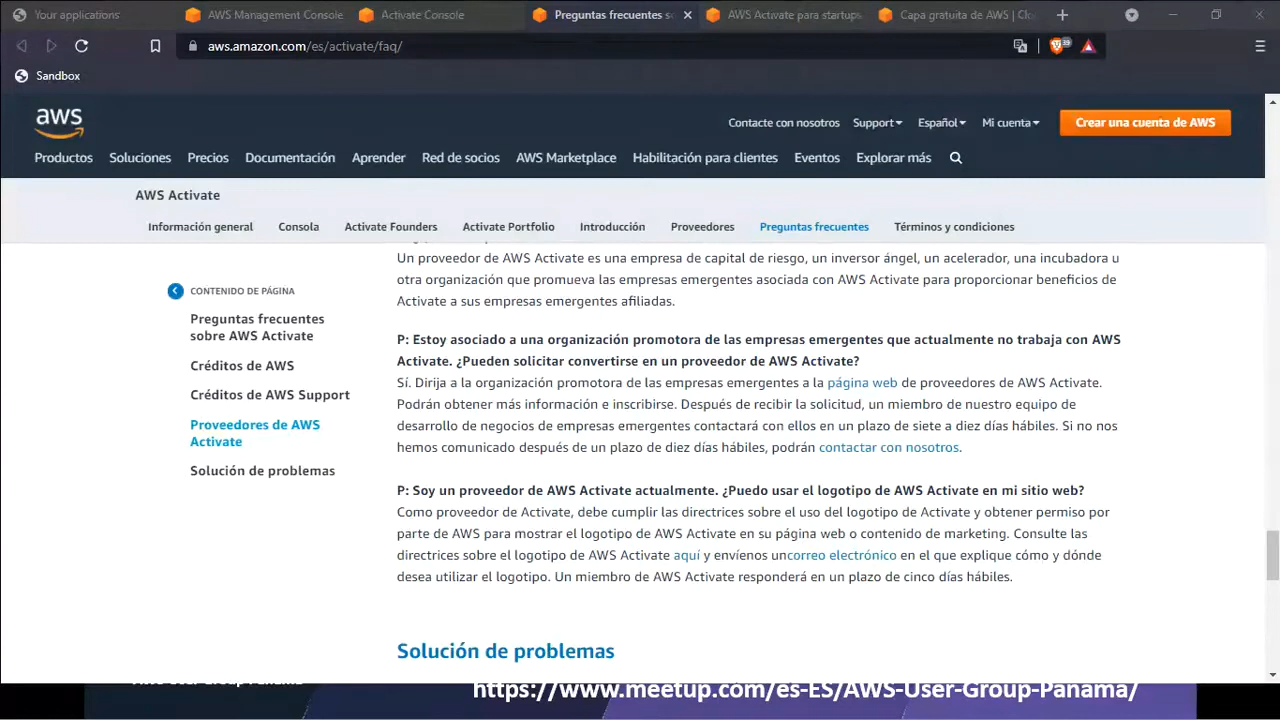 Your applications
AWS Management Console
Activate Console
Preguntas frecuentes s
AWS Activate para startups
Capa gratuita de AWS | Clo
aws.amazon.com/es/activate/faq/
Sandbox
aws
Contacte con nosotros
Support
Español
Mi cuenta
Crear una cuenta de AWS
Productos
Soluciones
Precios
Documentación
Aprender
Red de socios
AWS Marketplace
Habilitación para clientes
Eventos
Explorar más
AWS Activate
Información general
Consola
Activate Founders
Activate Portfolio
Introducción
Proveedores
Preguntas frecuentes
Términos y condiciones
CONTENIDO DE PÁGINA
Preguntas frecuentes
sobre AWS Activate
Créditos de AWS
Créditos de AWS Support
Proveedores de AWS
Activate
Solución de problemas
Un proveedor de AWS Activate es una empresa de capital de riesgo, un inversor ángel, un acelerador, una incubadora u
otra organización que promueva las empresas emergentes asociada con AWS Activate para proporcionar beneficios de
Activate a sus empresas emergentes afiliadas.
P: Estoy asociado a una organización promotora de las empresas emergentes que actualmente no trabaja con AWS
Activate. ¿Pueden solicitar convertirse en un proveedor de AWS Activate?
Sí. Dirija a la organización promotora de las empresas emergentes a la página web de proveedores de AWS Activate.
Podrán obtener más información e inscribirse. Después de recibir la solicitud, un miembro de nuestro equipo de
desarrollo de negocios de empresas emergentes contactará con ellos en un plazo de siete a diez días hábiles. Si no nos
hemos comunicado después de un plazo de diez días hábiles, podrán contactar con nosotros.
P: Soy un proveedor de AWS Activate actualmente. ¿Puedo usar el logotipo de AWS Activate en mi sitio web?
Como proveedor de Activate, debe cumplir las directrices sobre el uso del logotipo de Activate y obtener permiso por
parte de AWS para mostrar el logotipo de AWS Activate en su página web o contenido de marketing. Consulte las
directrices sobre el logotipo de AWS Activate aquí y envíenos uncorreo electrónico en el que explique cómo y dónde
desea utilizar el logotipo. Un miembro de AWS Activate responderá en un plazo de cinco días hábiles.
Solución de problemas
https://www.meetup.com/es-ES/AWS-User-Group-Panama/